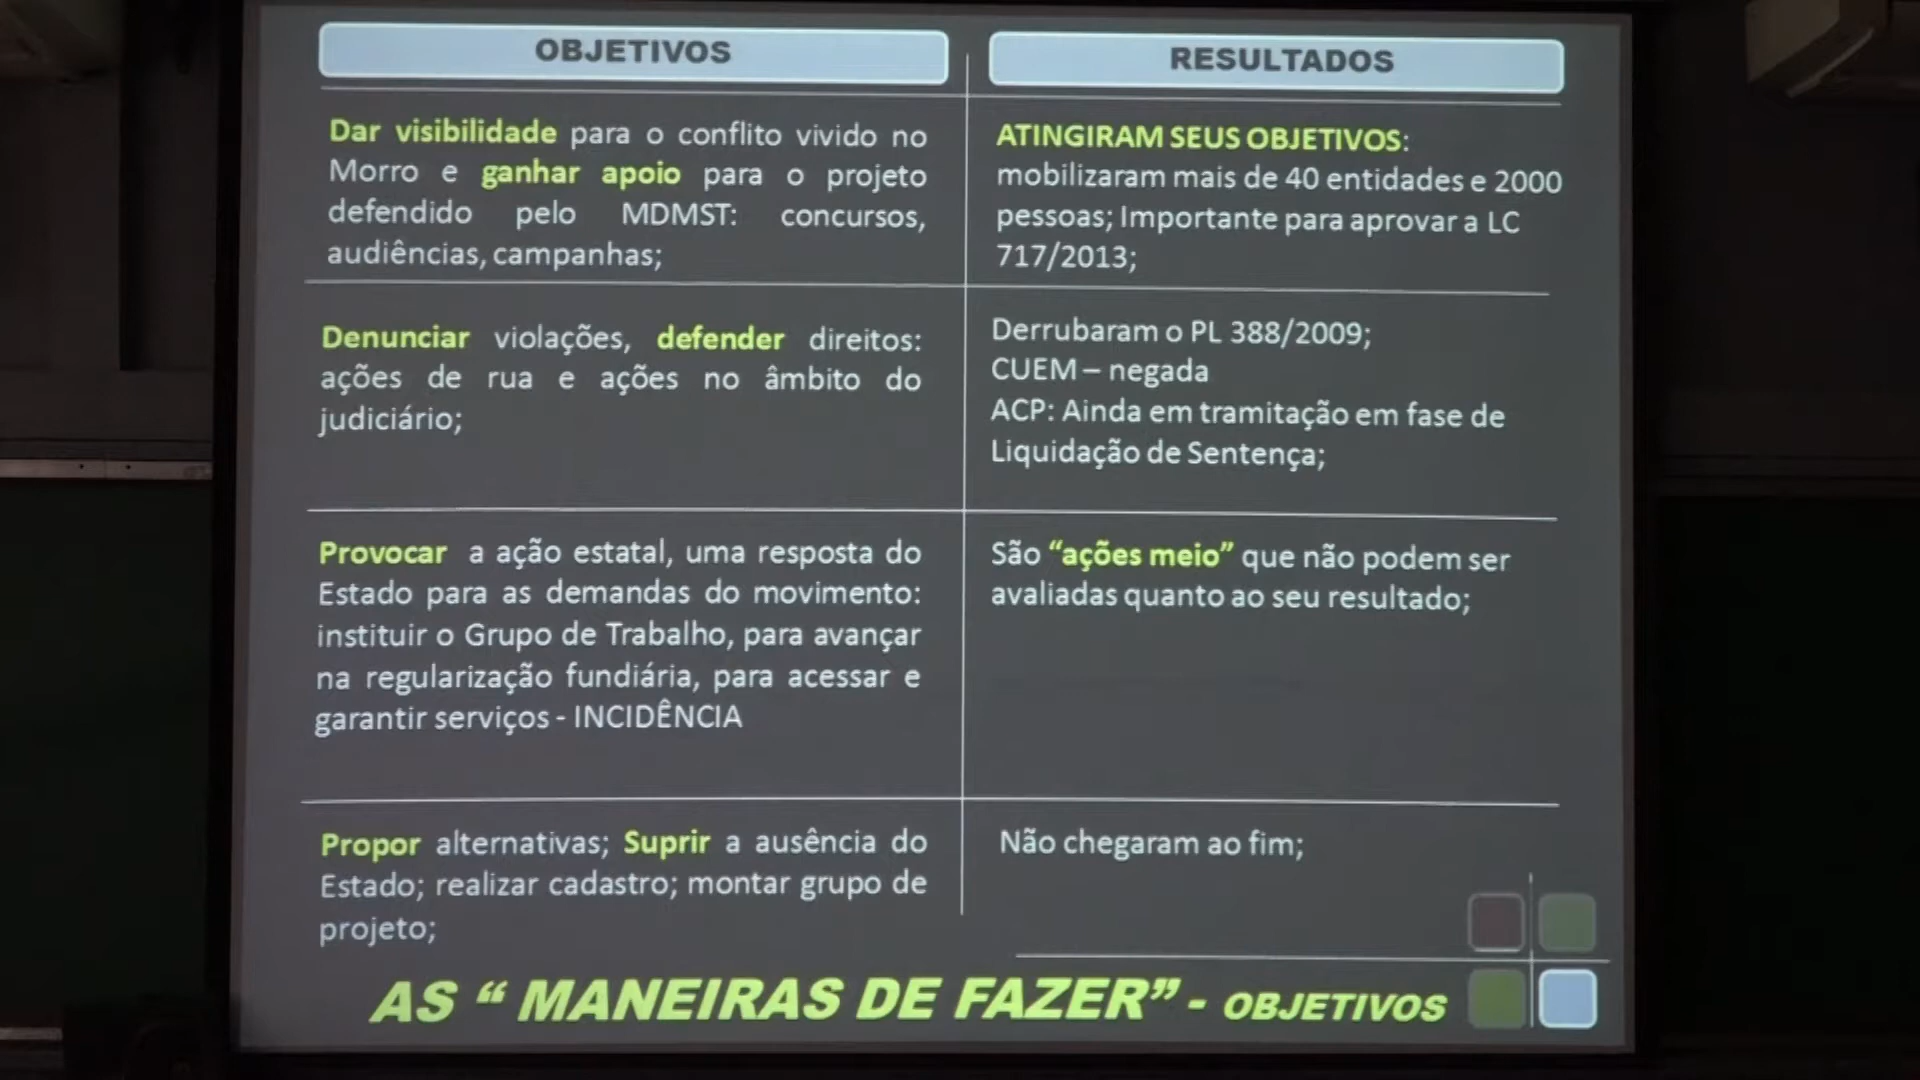 OBJETIVOS
RESULTADOS
Dar visibilidade para o conflito vivido no
Morro e ganhar apoio para o projeto
defendido pelo MDMST: concursos,
audiências, campanhas;
ATINGIRAM SEUS OBJETIVOS:
mobilizaram mais de 40 entidades e 2000
pessoas; Importante para aprovar a LC
717/2013;
Denunciar violações, defender direitos:
ações de rua e ações no âmbito do
judiciário;
Derrubaram o PL 388/2009;
CUEM – negada
ACP: Ainda em tramitação em fase de
Liquidação de Sentença;
Provocar a ação estatal, uma resposta do
Estado para as demandas do movimento:
instituir o Grupo de Trabalho, para avançar
na regularização fundiária, para acessar e
garantir serviços - INCIDÊNCIA
São “ações meio” que não podem ser
avaliadas quanto ao seu resultado;
Propor alternativas; Suprir a ausência do
Estado; realizar cadastro; montar grupo de
projeto;
Não chegaram ao fim;
AS “ MANEIRAS DE FAZER” - OBJETIVOS